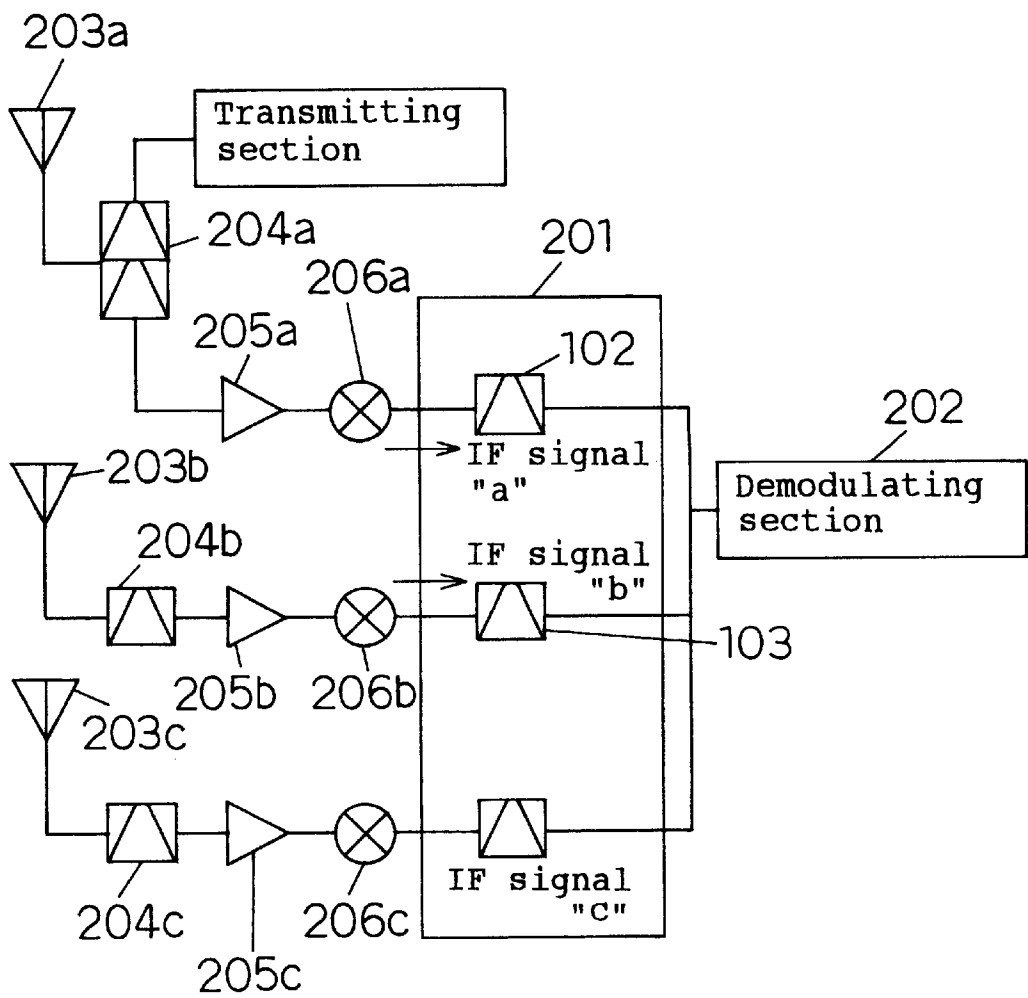 203a
Transmitting
section
204a
201
206a
205a
102
202
IF signal
"a"
203b
Demodulating
section
204b
IF signal
"b"
103
205b
206b
203c
IF signal
"c"
204c
206c
205c